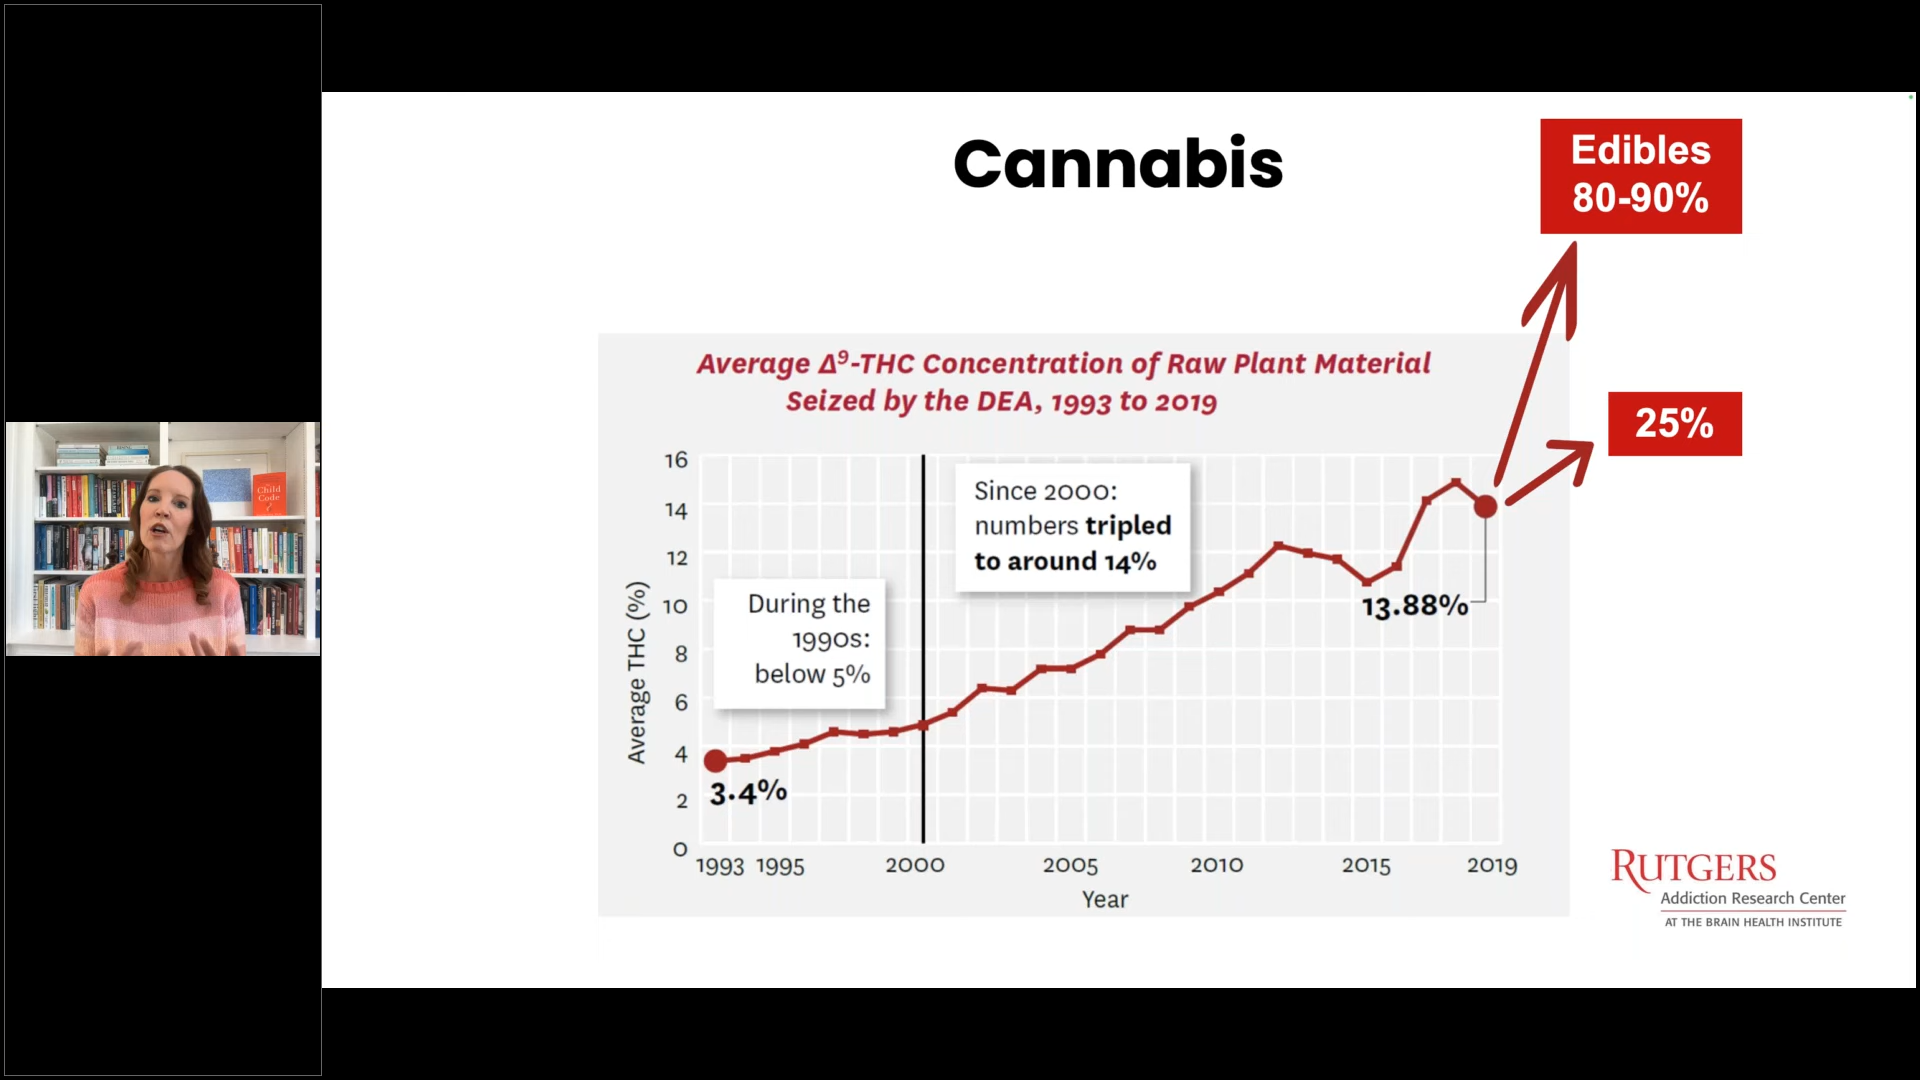 Cannabis
Edibles
80-90%
25%
Average Δ⁹-THC Concentration of Raw Plant Material
Seized by the DEA, 1993 to 2019
16
14
12
10
8
6
4
2
0
Average THC (%)
During the
1990s:
below 5%
Since 2000:
numbers tripled
to around 14%
3.4%
13.88%
1993 1995 2000 2005 2010 2015 2019
Year
RUTGERS
Addiction Research Center
AT THE BRAIN HEALTH INSTITUTE
The
Child
Code